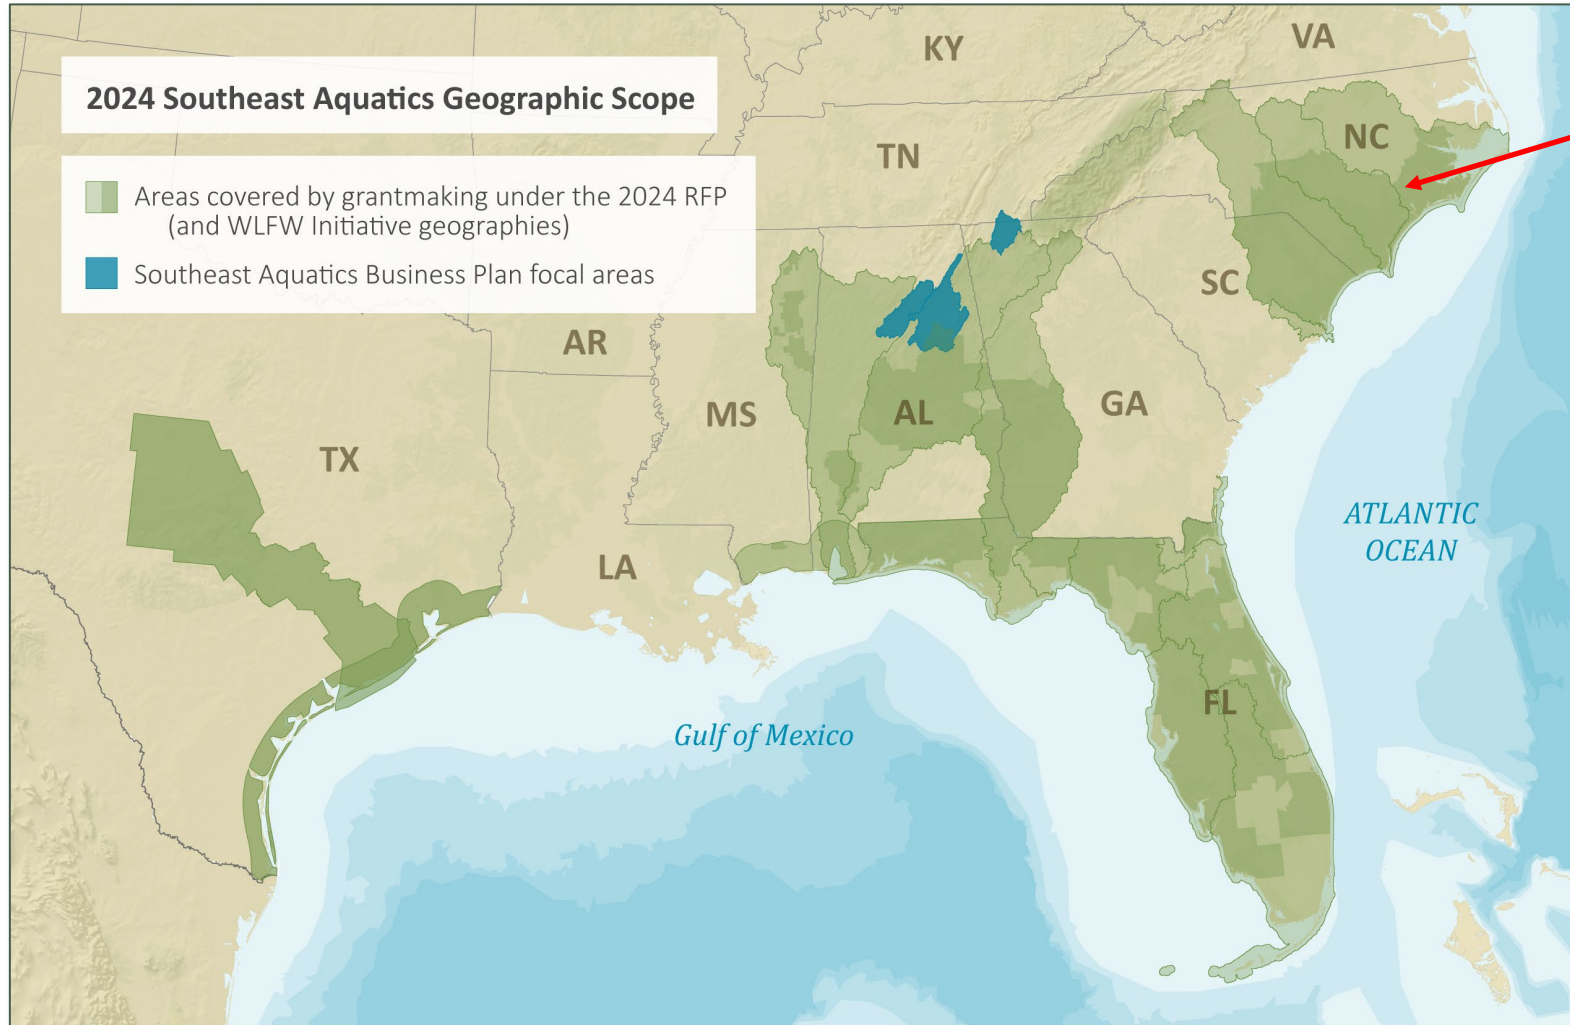 2024 Southeast Aquatics Geographic Scope
Areas covered by grantmaking under the 2024 RFP
(and WLFW Initiative geographies)
Southeast Aquatics Business Plan focal areas
KY
VA
TN
NC
SC
AR
MS
AL
GA
TX
LA
FL
ATLANTIC
OCEAN
Gulf of Mexico